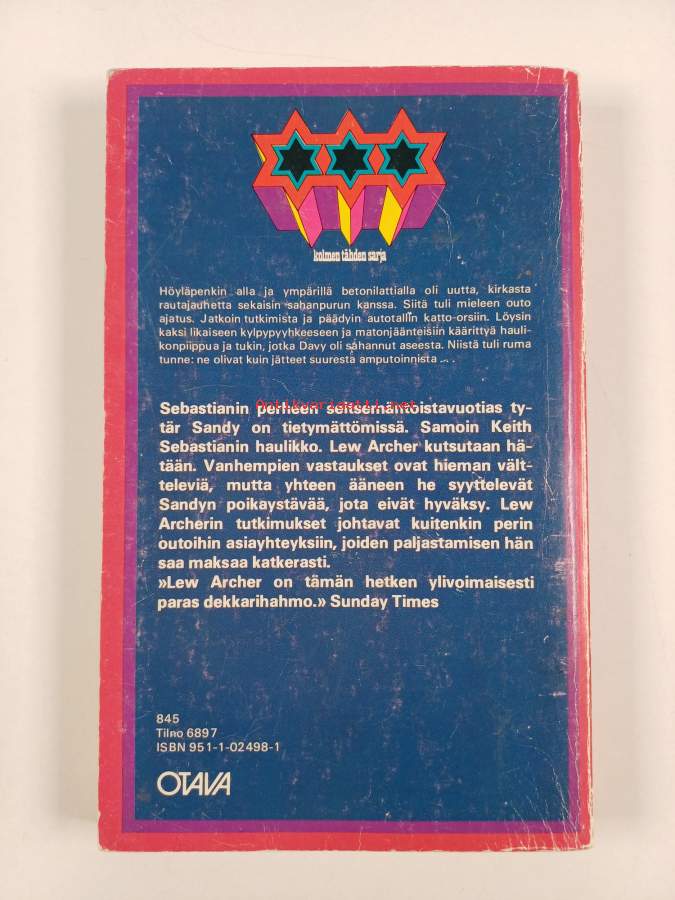 kolmen tähden sarja
Höyläpenkin alla ja ympärillä betonilattialla oli uutta, kirkasta
rautajauhetta sekaisin sahanpurun kanssa. Siitä tuli mieleen outo
ajatus. Jatkoin tutkimista ja päädyin autotallin katto-orsiin. Löysin
kaksi likaiseen kylpypyyhkeeseen ja matonjäänteisiin käärittyä hauli-
konpiippua ja tukin, jotka Davy oli sahannut aseesta. Niistä tuli ruma
tunne: ne olivat kuin jätteet suuresta amputoinnista . . .
Antikvariaatti.net
Sebastianin perheen seitsemäntoistavuotias ty-
tär Sandy on tietymättömissä. Samoin Keith
Sebastianin haulikko. Lew Archer kutsutaan hä-
tään. Vanhempien vastaukset ovat hieman vält-
televiä, mutta yhteen ääneen he syyttelevät
Sandyn poikaystävää, jota eivät hyväksy. Lew
Archerin tutkimukset johtavat kuitenkin perin
outoihin asiayhteyksiin, joiden paljastamisen hän
saa maksaa katkerasti.
»Lew Archer on tämän hetken ylivoimaisesti
paras dekkarihahmo.» Sunday Times
845
Tilno 6897
ISBN 951-1-02498-1
OTAVA